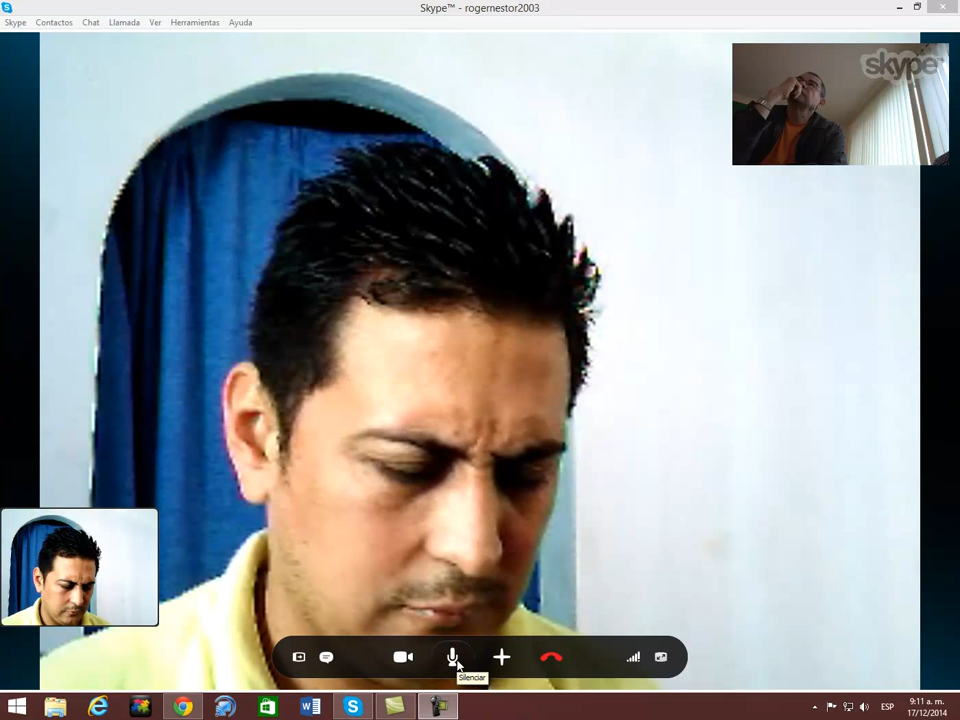 Skype™ - rogernestor2003
Skype Contactos Chat Llamada Ver Herramientas Ayuda
skype
Silenciar
ESP
9:11 a. m.
17/12/2014